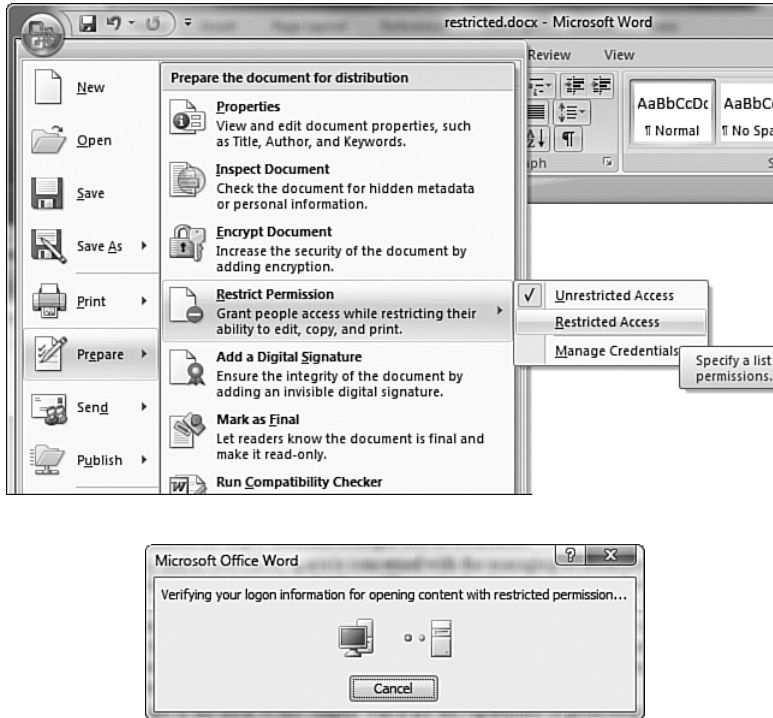 restricted.docx - Microsoft Word
Review View
New
Open
Save
Save As
Print
Prepare
Send
Publish
Prepare the document for distribution
Properties
View and edit document properties, such
as Title, Author, and Keywords.
Inspect Document
Check the document for hidden metadata
or personal information.
Encrypt Document
Increase the security of the document by
adding encryption.
Restrict Permission
Grant people access while restricting their
ability to edit, copy, and print.
Add a Digital Signature
Ensure the integrity of the document by
adding an invisible digital signature.
Mark as Final
Let readers know the document is final and
make it read-only.
Run Compatibility Checker
AaBbCcDc AaBbC
¶ Normal ¶ No Spa
ph
Unrestricted Access
Restricted Access
Manage Credentials
Specify a list
permissions.
Microsoft Office Word
Verifying your logon information for opening content with restricted permission...
Cancel